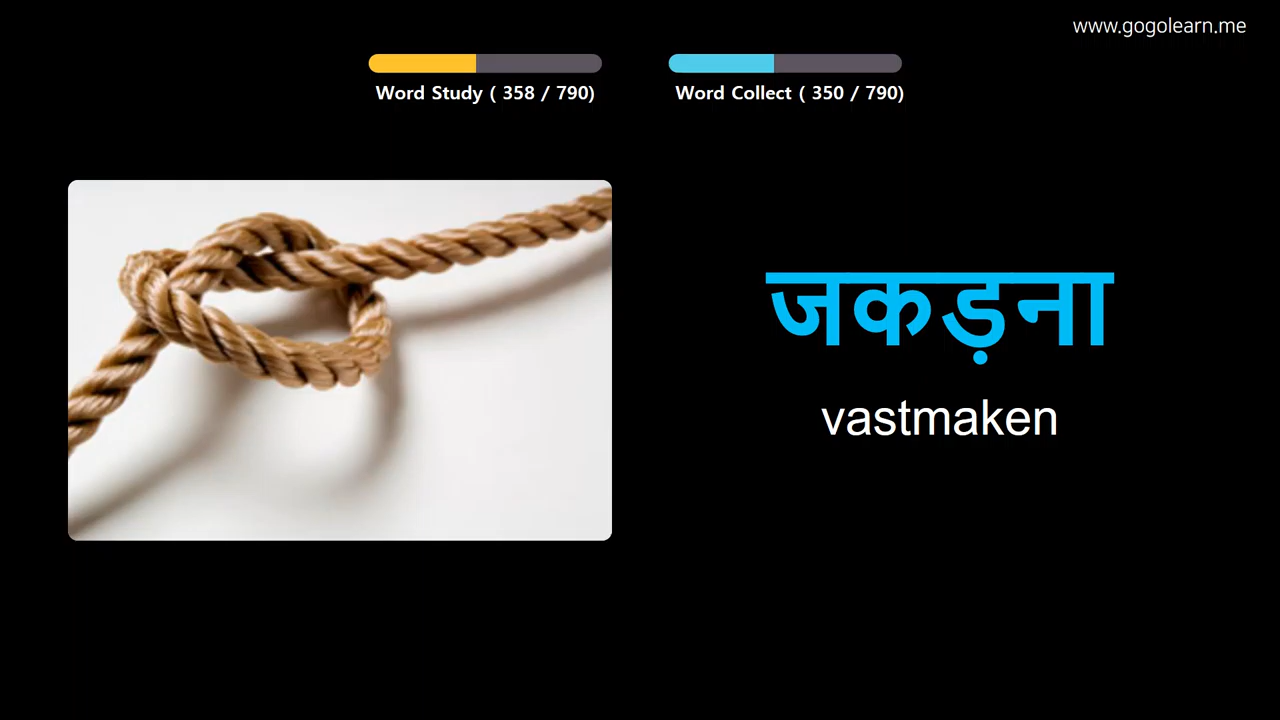 www.gogolearn.me
Word Study ( 358 / 790)
Word Collect ( 350 / 790)
जकड़ना
vastmaken